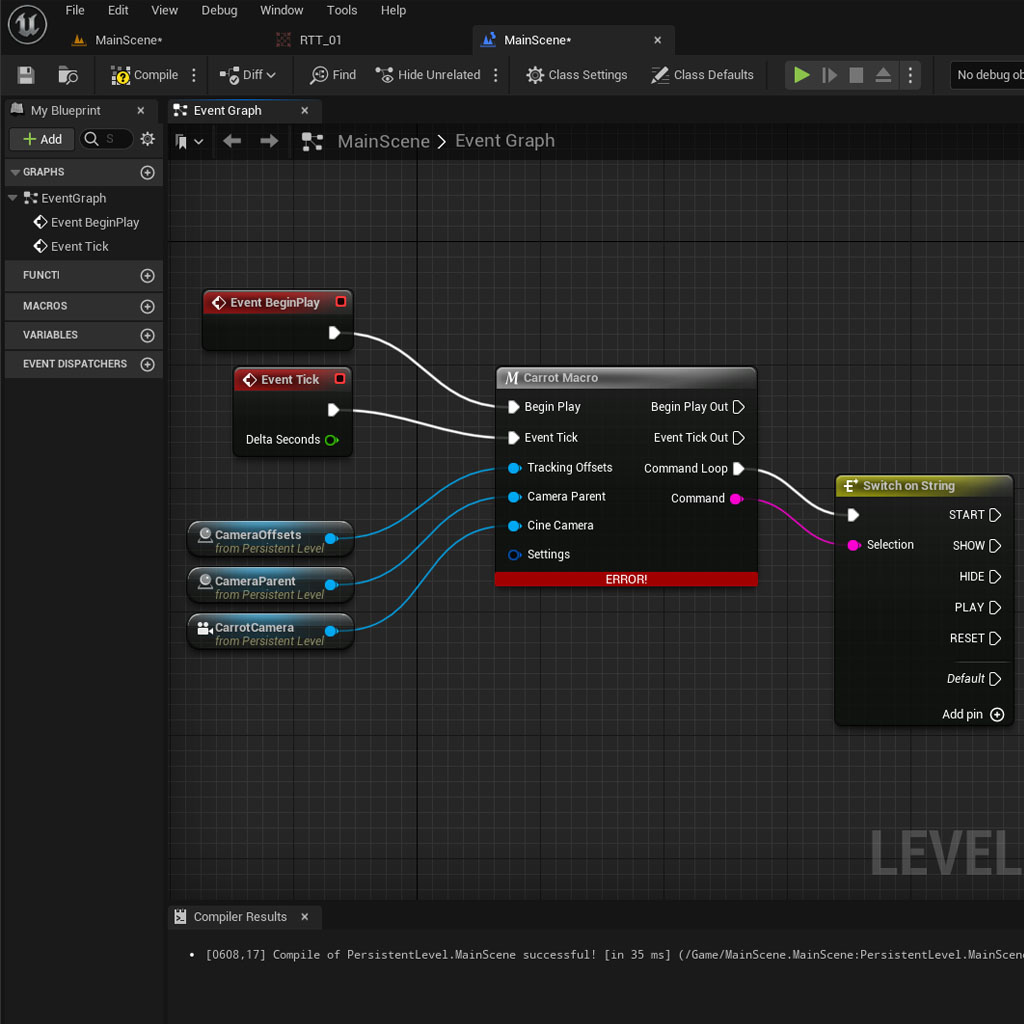 File Edit View Debug Window Tools Help
MainScene* RTT_01 MainScene*
Compile Diff Find Hide Unrelated Class Settings Class Defaults No debug ob
My Blueprint Event Graph
Add S MainScene > Event Graph
GRAPHS
EventGraph
Event BeginPlay
Event Tick
FUNCTI
MACROS
VARIABLES
EVENT DISPATCHERS
Event BeginPlay
Event Tick
Delta Seconds
CameraOffsets
from Persistent Level
CameraParent
from Persistent Level
CarrotCamera
from Persistent Level
Carrot Macro
Begin Play Begin Play Out
Event Tick Event Tick Out
Tracking Offsets Command Loop
Camera Parent Command
Cine Camera
Settings
ERROR!
Switch on String
START
Selection SHOW
HIDE
PLAY
RESET
Default
Add pin
LEVEL
Compiler Results
[0608,17] Compile of PersistentLevel.MainScene successful! [in 35 ms] (/Game/MainScene.MainScene:PersistentLevel.MainScene